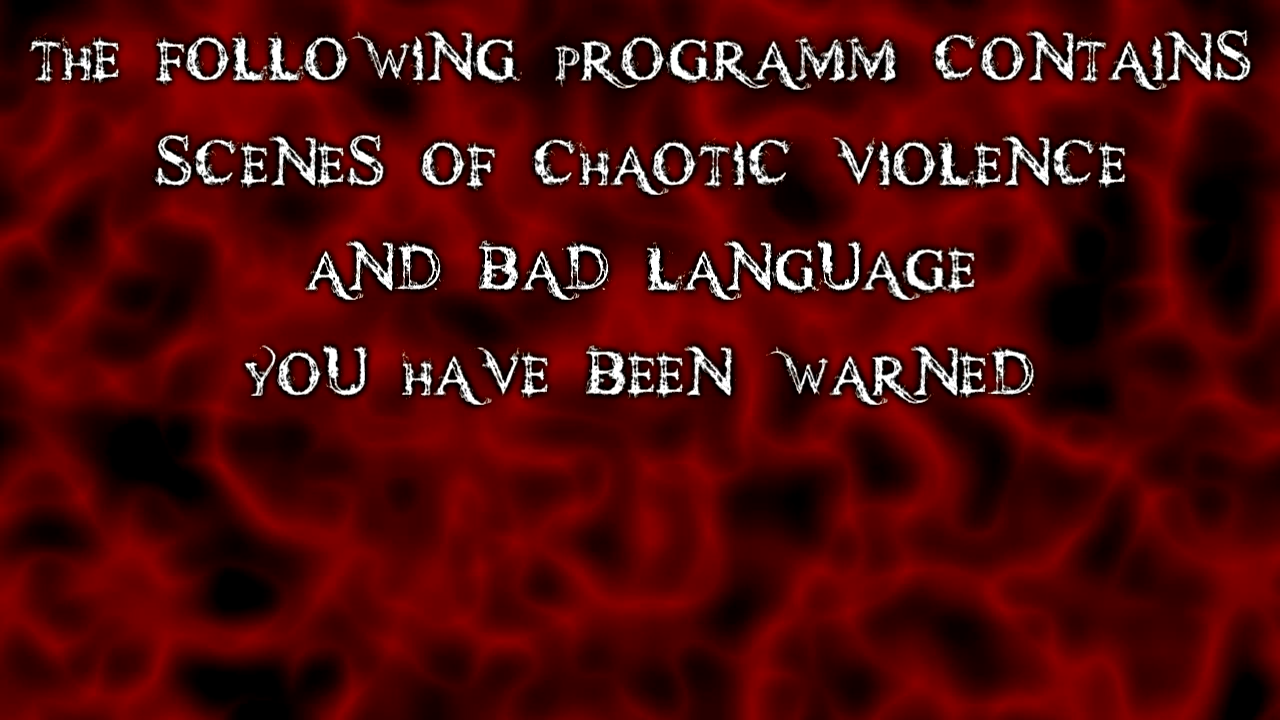 THE FOLLOWING PROGRAMM CONTAINS
SCENES OF CHAOTIC VIOLENCE
AND BAD LANGUAGE
YOU HAVE BEEN WARNED